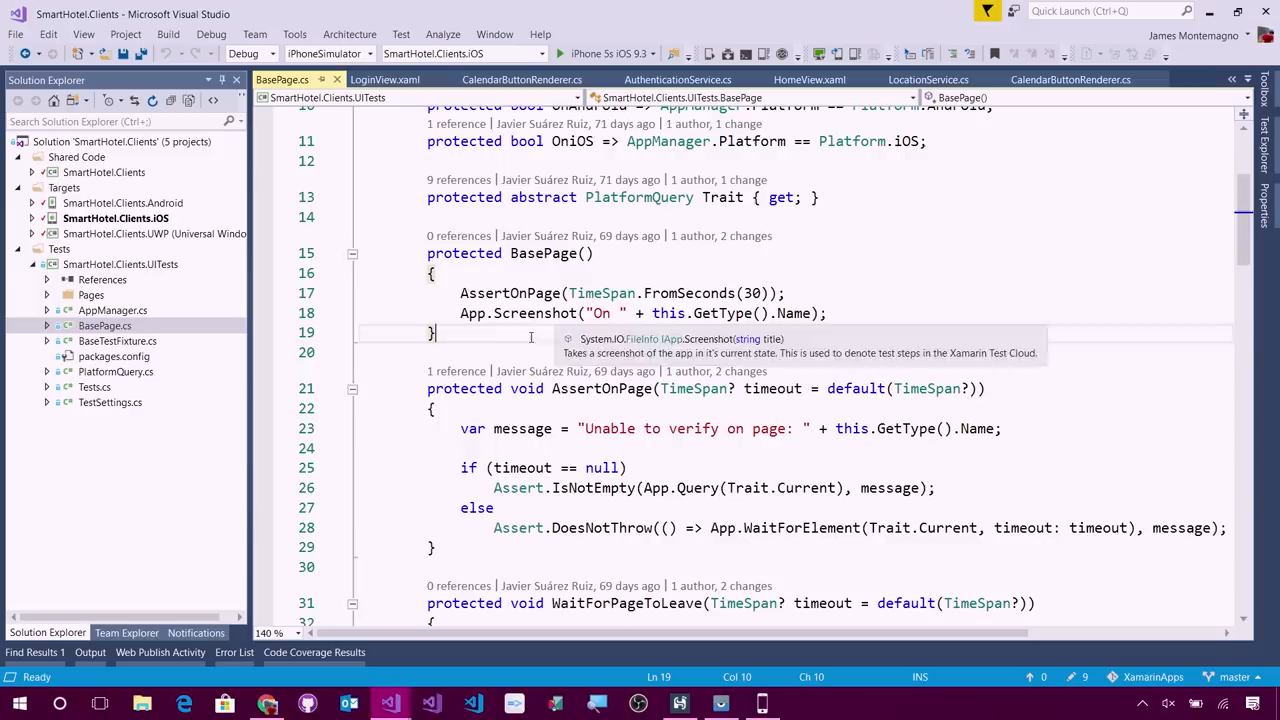 SmartHotel.Clients - Microsoft Visual Studio
Quick Launch (Ctrl+Q)
File Edit View Project Build Debug Team Tools Architecture Test Analyze Window Help
James Montemagno
Debug iPhoneSimulator SmartHotel.Clients.iOS iPhone 5s iOS 9.3
Solution Explorer
BasePage.cs LoginView.xaml CalendarButtonRenderer.cs AuthenticationService.cs HomeView.xaml LocationService.cs CalendarButtonRenderer.cs
SmartHotel.Clients.UITests SmartHotel.Clients.UITests.BasePage BasePage()
Search Solution Explorer (Ctrl+;)
Solution 'SmartHotel.Clients' (5 projects)
Shared Code
SmartHotel.Clients
Targets
SmartHotel.Clients.Android
SmartHotel.Clients.iOS
SmartHotel.Clients.UWP (Universal Windo
Tests
SmartHotel.Clients.UITests
References
Pages
AppManager.cs
BasePage.cs
BaseTestFixture.cs
packages.config
PlatformQuery.cs
Tests.cs
TestSettings.cs
Solution Explorer Team Explorer Notifications
10 protected bool OnAndroid => AppManager.Platform == Platform.Android;
1 reference | Javier Suárez Ruiz, 71 days ago | 1 author, 1 change
11 protected bool OniOS => AppManager.Platform == Platform.iOS;
12
9 references | Javier Suárez Ruiz, 71 days ago | 1 author, 1 change
13 protected abstract PlatformQuery Trait { get; }
14
0 references | Javier Suárez Ruiz, 69 days ago | 1 author, 2 changes
15 protected BasePage()
16 {
17 AssertOnPage(TimeSpan.FromSeconds(30));
18 App.Screenshot("On " + this.GetType().Name);
19 }
System.IO.FileInfo IApp.Screenshot(string title)
Takes a screenshot of the app in it's current state. This is used to denote test steps in the Xamarin Test Cloud.
20
1 reference | Javier Suárez Ruiz, 69 days ago | 1 author, 2 changes
21 protected void AssertOnPage(TimeSpan? timeout = default(TimeSpan?))
22 {
23 var message = "Unable to verify on page: " + this.GetType().Name;
24
25 if (timeout == null)
26 Assert.IsNotEmpty(App.Query(Trait.Current), message);
27 else
28 Assert.DoesNotThrow(() => App.WaitForElement(Trait.Current, timeout: timeout), message);
29 }
30
0 references | Javier Suárez Ruiz, 69 days ago | 1 author, 2 changes
31 protected void WaitForPageToLeave(TimeSpan? timeout = default(TimeSpan?))
32 {
140 %
Toolbox
Test Explorer
Properties
Find Results 1 Output Web Publish Activity Error List Code Coverage Results
Ready Ln 19 Col 10 Ch 10 INS 0 9 XamarinApps master